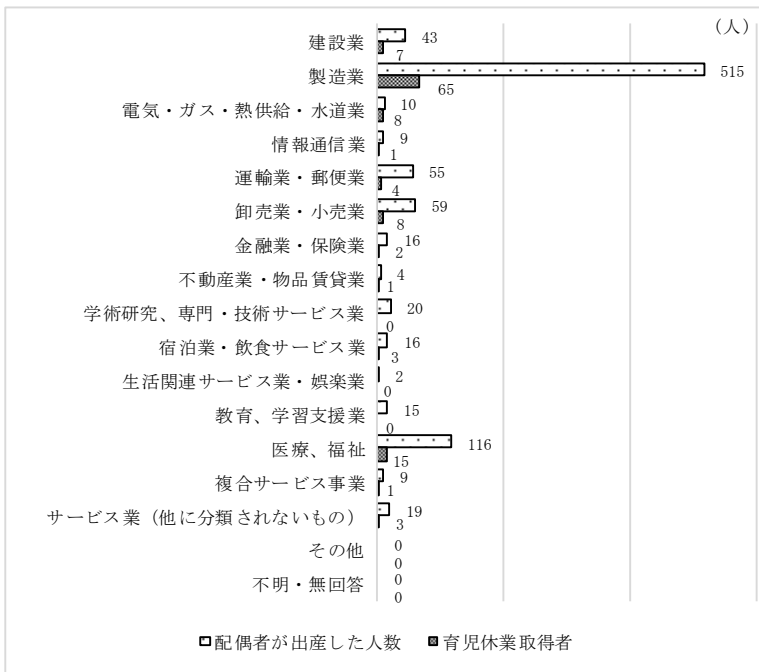 （人）
建設業 43
7
製造業 515
65
電気・ガス・熱供給・水道業 10
8
情報通信業 9
1
運輸業・郵便業 55
4
卸売業・小売業 59
8
金融業・保険業 16
2
不動産業・物品賃貸業 4
1
学術研究、専門・技術サービス業 20
0
宿泊業・飲食サービス業 16
3
生活関連サービス業・娯楽業 2
0
教育、学習支援業 15
0
医療、福祉 116
15
複合サービス事業 9
1
サービス業（他に分類されないもの） 19
3
その他 0
0
不明・無回答 0
0
配偶者が出産した人数 育児休業取得者